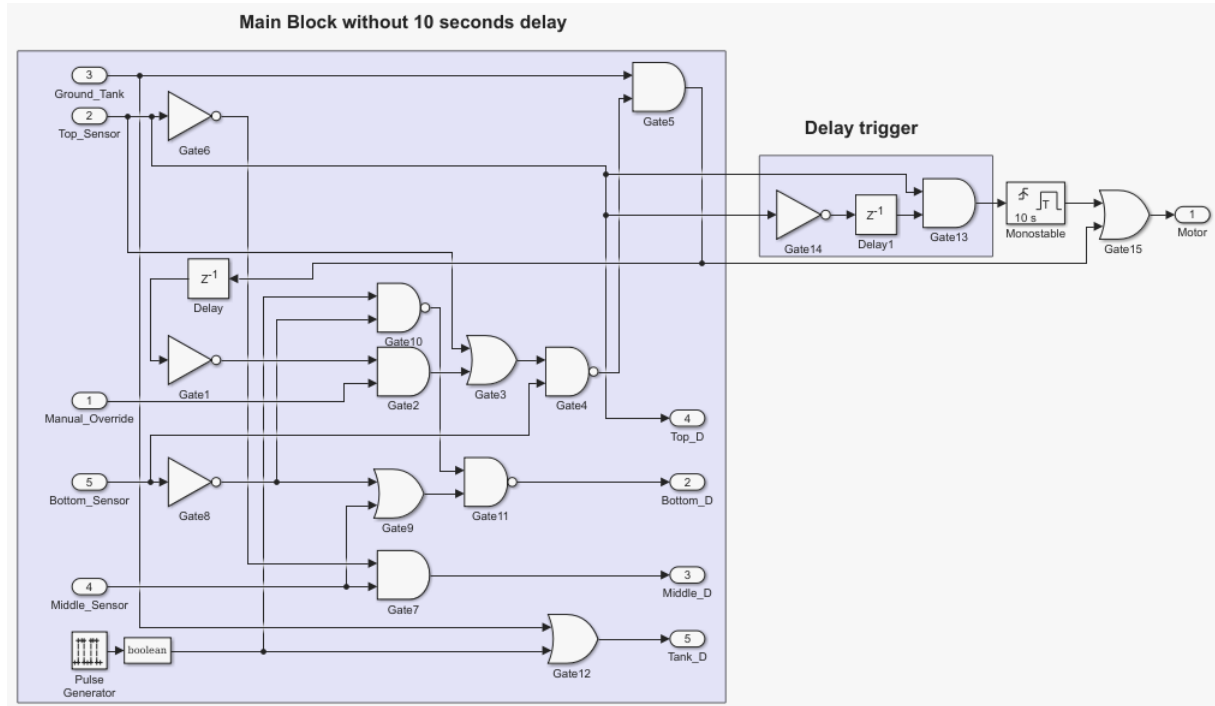 Main Block without 10 seconds delay
3
Ground_Tank
2
Top_Sensor
Gate6
Gate5
Delay trigger
Gate14
Z-1
Delay1
Gate13
10 s
T
Monostable
Gate15
1
Motor
Z-1
Delay
Gate10
Gate1
Gate2
Gate3
Gate4
1
Manual_Override
4
Top_D
5
Bottom_Sensor
Gate8
Gate9
Gate11
2
Bottom_D
4
Middle_Sensor
Gate7
3
Middle_D
Pulse
Generator
boolean
Gate12
5
Tank_D